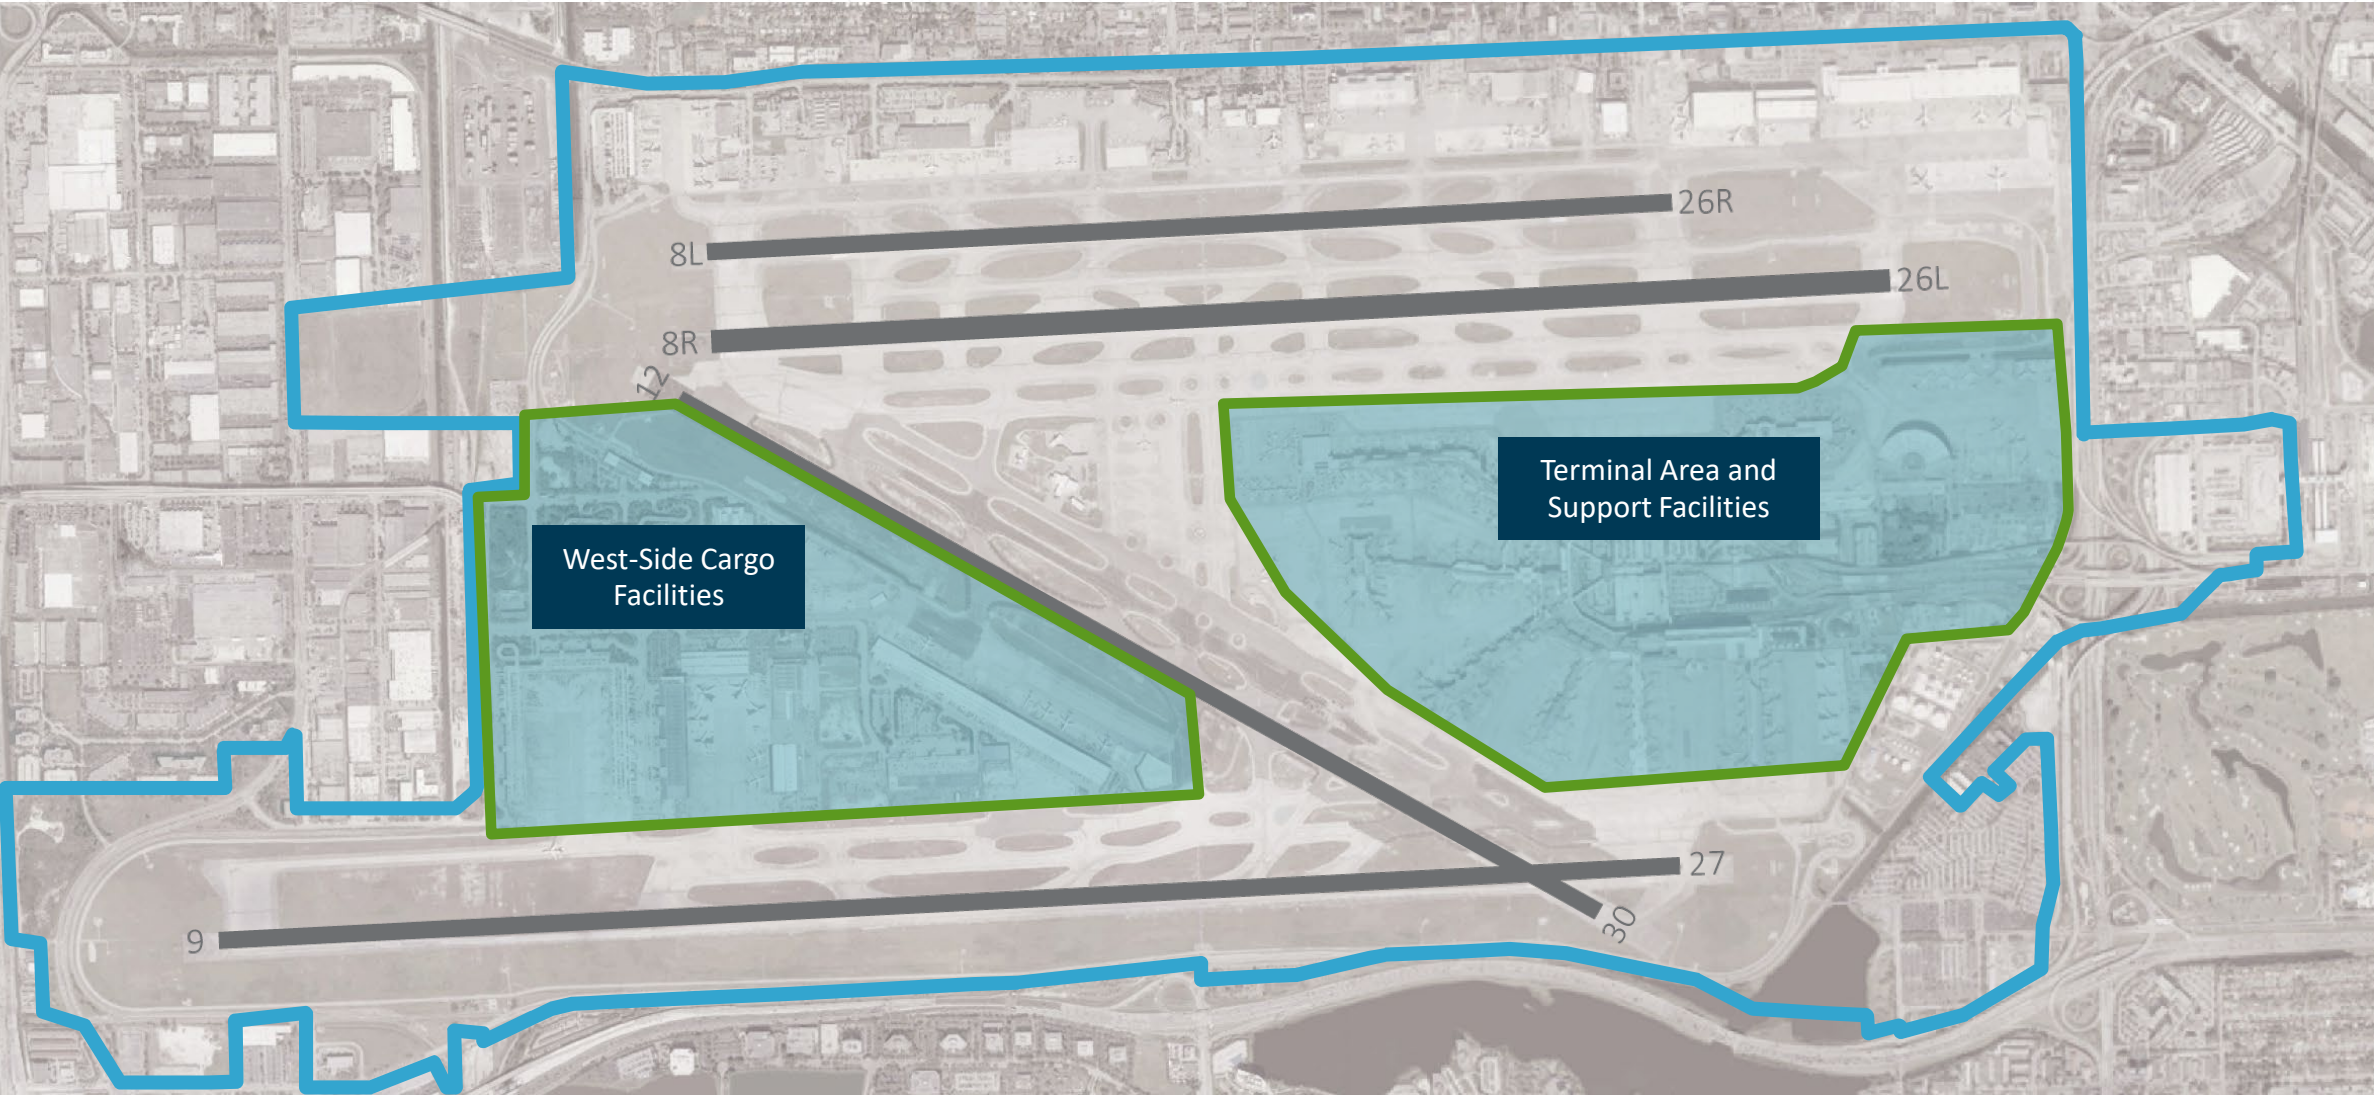 26R
8L
26L
8R
12
Terminal Area and
Support Facilities
West-Side Cargo
Facilities
27
30
9